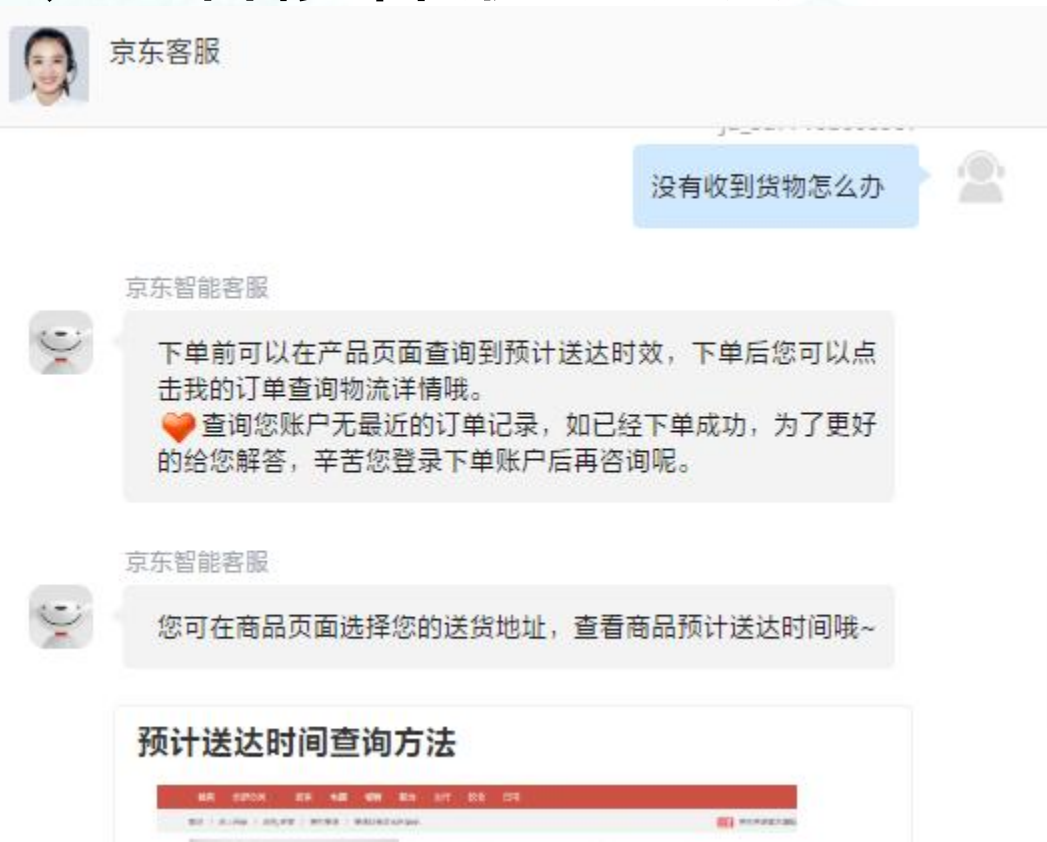 京东客服
没有收到货物怎么办
京东智能客服
下单前可以在产品页面查询到预计送达时效，下单后您可以点
击我的订单查询物流详情哦。
查询您账户无最近的订单记录，如已经下单成功，为了更好
的给您解答，辛苦您登录下单账户后再咨询呢。
京东智能客服
您可在商品页面选择您的送货地址，查看商品预计送达时间哦~
预计送达时间查询方法